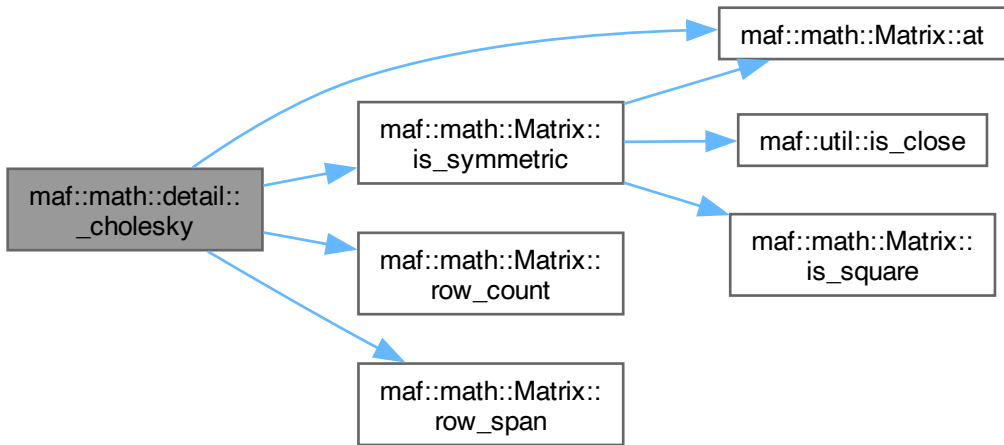 maf::math::detail::
_cholesky
maf::math::Matrix::at
maf::math::Matrix::
is_symmetric
maf::util::is_close
maf::math::Matrix::
is_square
maf::math::Matrix::
row_count
maf::math::Matrix::
row_span